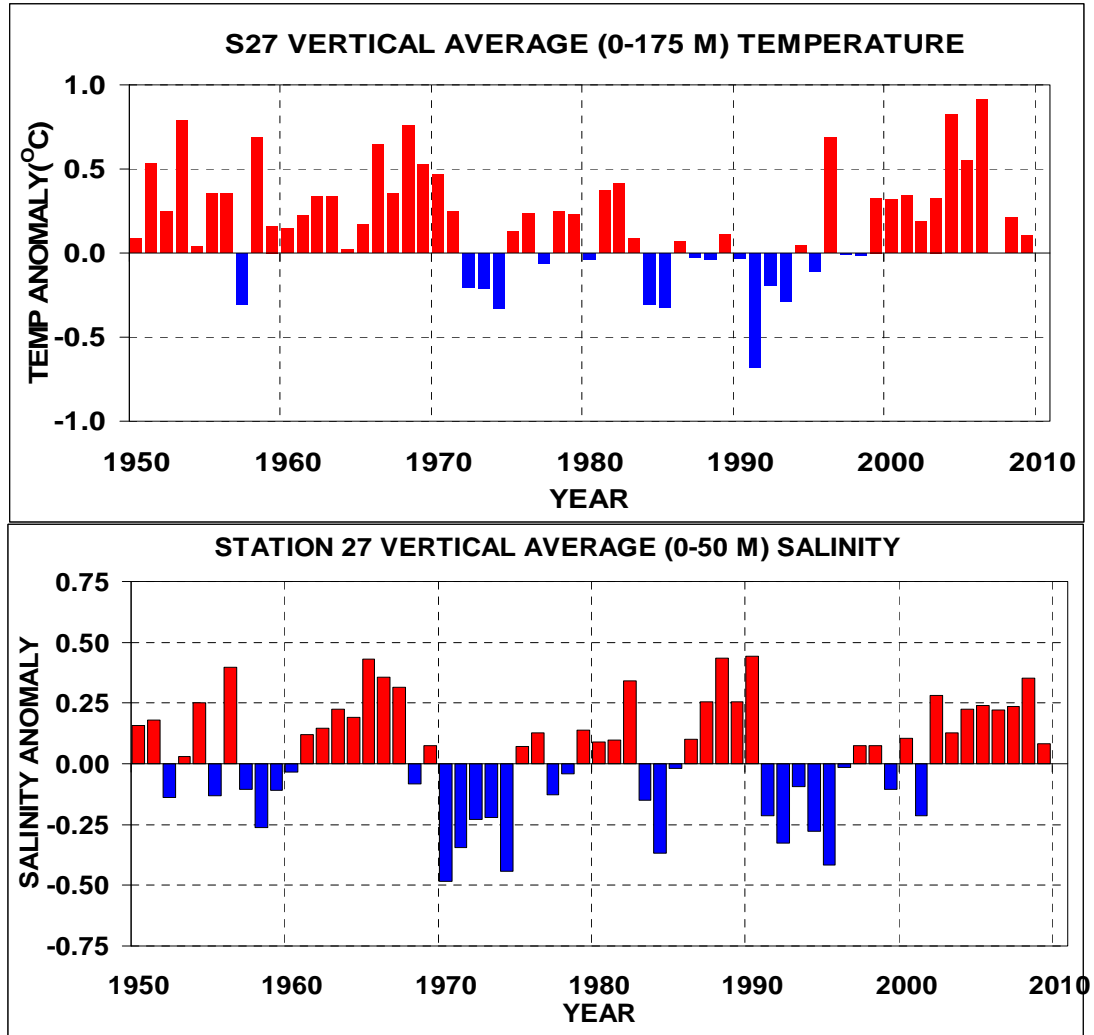 S27 VERTICAL AVERAGE (0-175 M) TEMPERATURE
TEMP ANOMALY(OC)
1.0
0.5
0.0
-0.5
-1.0
1950 1960 1970 1980 1990 2000 2010
YEAR
STATION 27 VERTICAL AVERAGE (0-50 M) SALINITY
SALINITY ANOMALY
0.75
0.50
0.25
0.00
-0.25
-0.50
-0.75
1950 1960 1970 1980 1990 2000 2010
YEAR